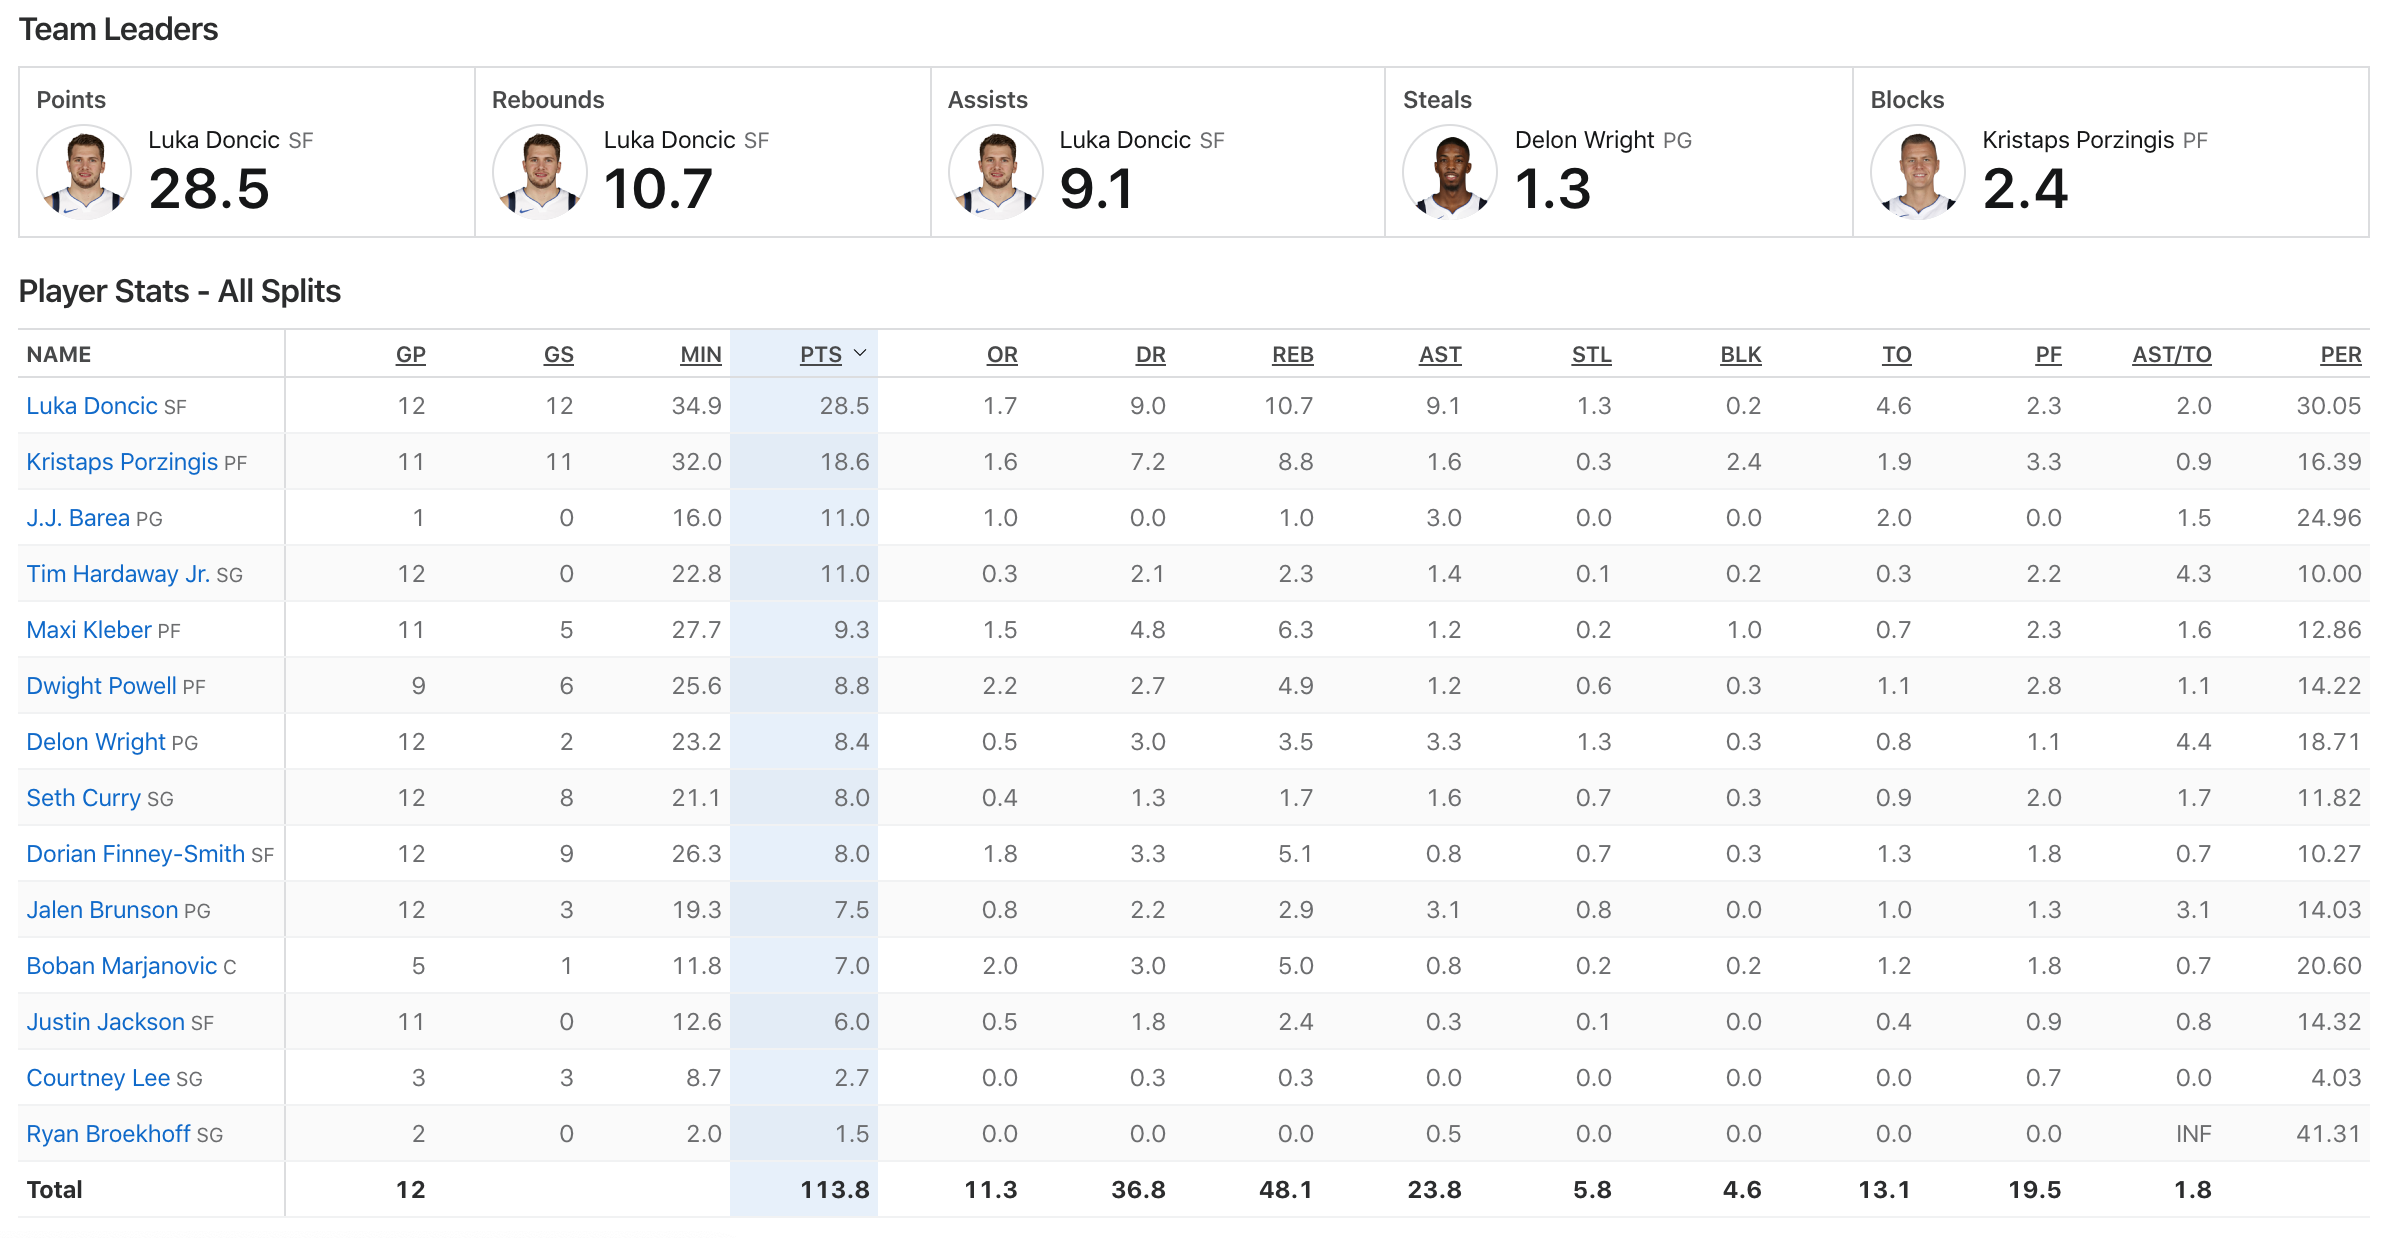 Team Leaders
Points Rebounds Assists Steals Blocks
Luka Doncic SF Luka Doncic SF Luka Doncic SF Delon Wright PG Kristaps Porzingis PF
28.5 10.7 9.1 1.3 2.4
Player Stats - All Splits
NAME GP GS MIN PTS OR DR REB AST STL BLK TO PF AST/TO PER
Luka Doncic SF 12 12 34.9 28.5 1.7 9.0 10.7 9.1 1.3 0.2 4.6 2.3 2.0 30.05
Kristaps Porzingis PF 11 11 32.0 18.6 1.6 7.2 8.8 1.6 0.3 2.4 1.9 3.3 0.9 16.39
J.J. Barea PG 1 0 16.0 11.0 1.0 0.0 1.0 3.0 0.0 0.0 2.0 0.0 1.5 24.96
Tim Hardaway Jr. SG 12 0 22.8 11.0 0.3 2.1 2.3 1.4 0.1 0.2 0.3 2.2 4.3 10.00
Maxi Kleber PF 11 5 27.7 9.3 1.5 4.8 6.3 1.2 0.2 1.0 0.7 2.3 1.6 12.86
Dwight Powell PF 9 6 25.6 8.8 2.2 2.7 4.9 1.2 0.6 0.3 1.1 2.8 1.1 14.22
Delon Wright PG 12 2 23.2 8.4 0.5 3.0 3.5 3.3 1.3 0.3 0.8 1.1 4.4 18.71
Seth Curry SG 12 8 21.1 8.0 0.4 1.3 1.7 1.6 0.7 0.3 0.9 2.0 1.7 11.82
Dorian Finney-Smith SF 12 9 26.3 8.0 1.8 3.3 5.1 0.8 0.7 0.3 1.3 1.8 0.7 10.27
Jalen Brunson PG 12 3 19.3 7.5 0.8 2.2 2.9 3.1 0.8 0.0 1.0 1.3 3.1 14.03
Boban Marjanovic C 5 1 11.8 7.0 2.0 3.0 5.0 0.8 0.2 0.2 1.2 1.8 0.7 20.60
Justin Jackson SF 11 0 12.6 6.0 0.5 1.8 2.4 0.3 0.1 0.0 0.4 0.9 0.8 14.32
Courtney Lee SG 3 3 8.7 2.7 0.0 0.3 0.3 0.0 0.0 0.0 0.0 0.7 0.0 4.03
Ryan Broekhoff SG 2 0 2.0 1.5 0.0 0.0 0.0 0.5 0.0 0.0 0.0 0.0 INF 41.31
Total 12 113.8 11.3 36.8 48.1 23.8 5.8 4.6 13.1 19.5 1.8